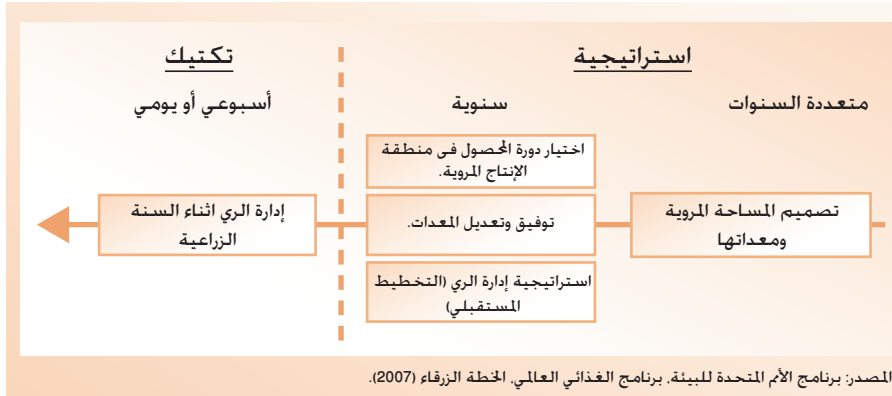 استراتيجية
تكتيك
متعددة السنوات
سنوية
أسبوعي أو يومي
تصميم المساحة المروية
ومعداتها
اختيار دورة المحصول فى منطقة
الإنتاج المروية.
توفيق وتعديل المعدات.
استراتيجية إدارة الري (التخطيط
المستقبلي)
إدارة الري اثناء السنة
الزراعية
المصدر: برنامج الأمم المتحدة للبيئة، برنامج الغذائي العالمي، الخطة الزرقاء (2007).